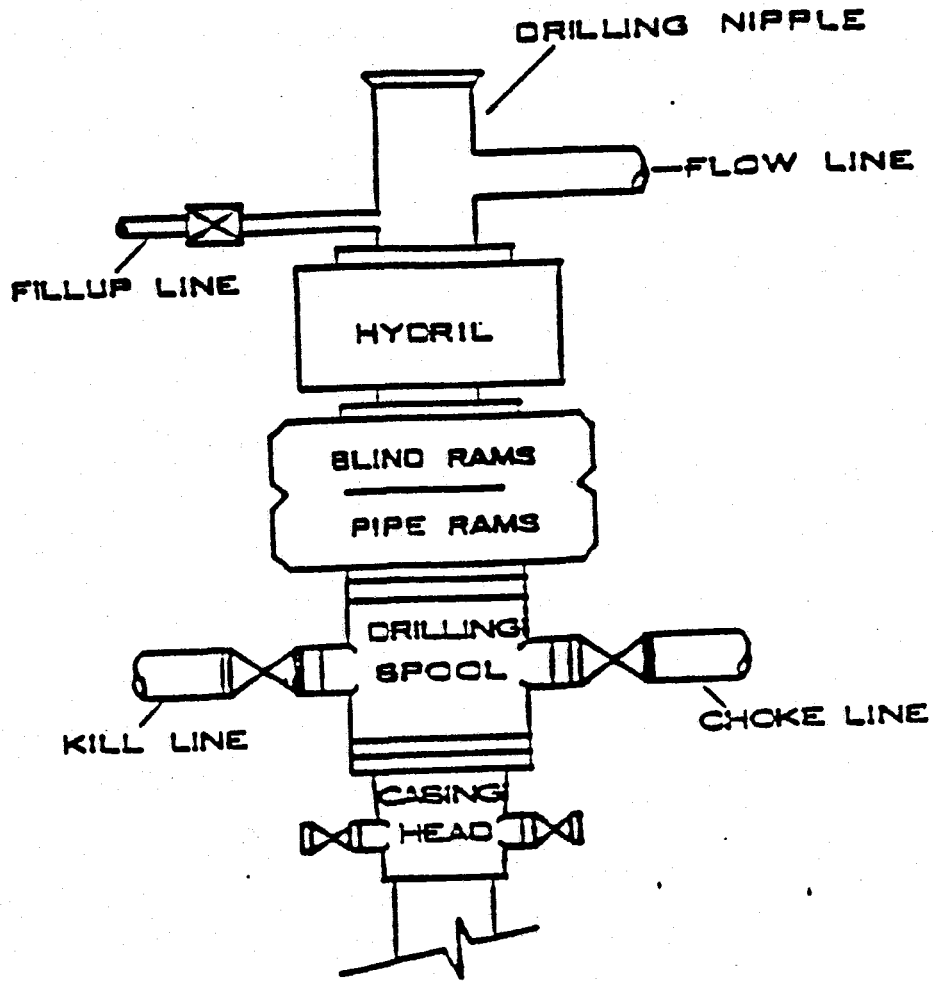 DRILLING NIPPLE
FLOW LINE
FILLUP LINE
HYDRIL
BLIND RAMS
PIPE RAMS
DRILLING
SPOOL
KILL LINE
CHOKE LINE
CASING
HEAD